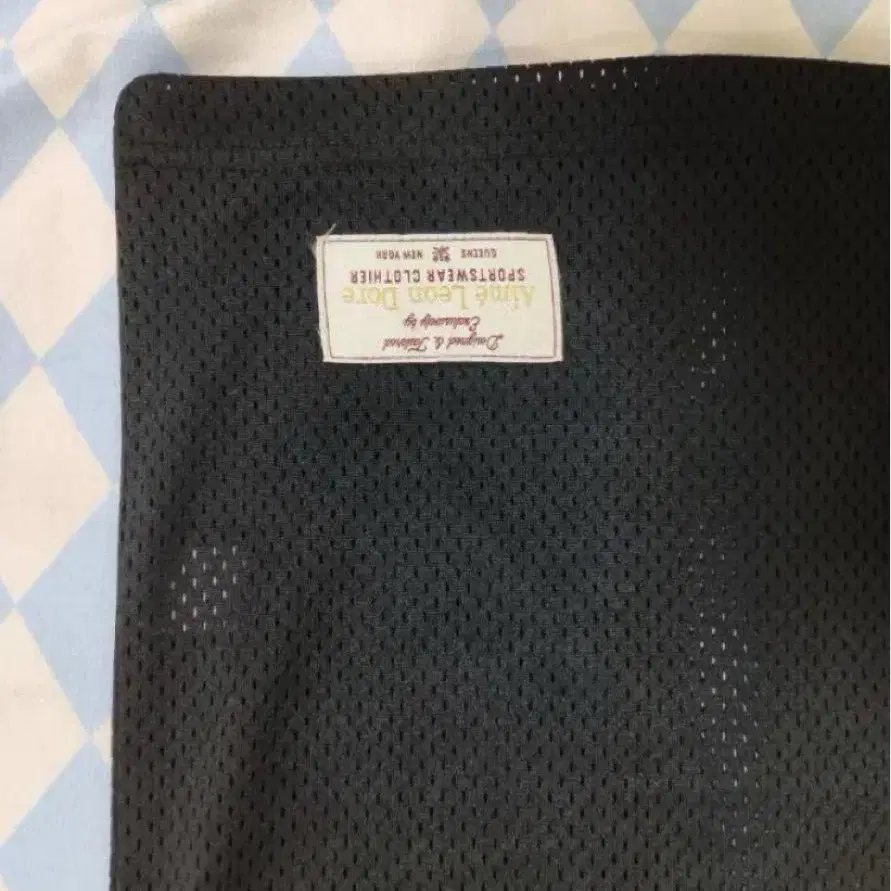 Designed & Tailored
Exclusively by
Aimé Leon Dore
SPORTSWEAR CLOTHIER
QUEENS NEW YORK